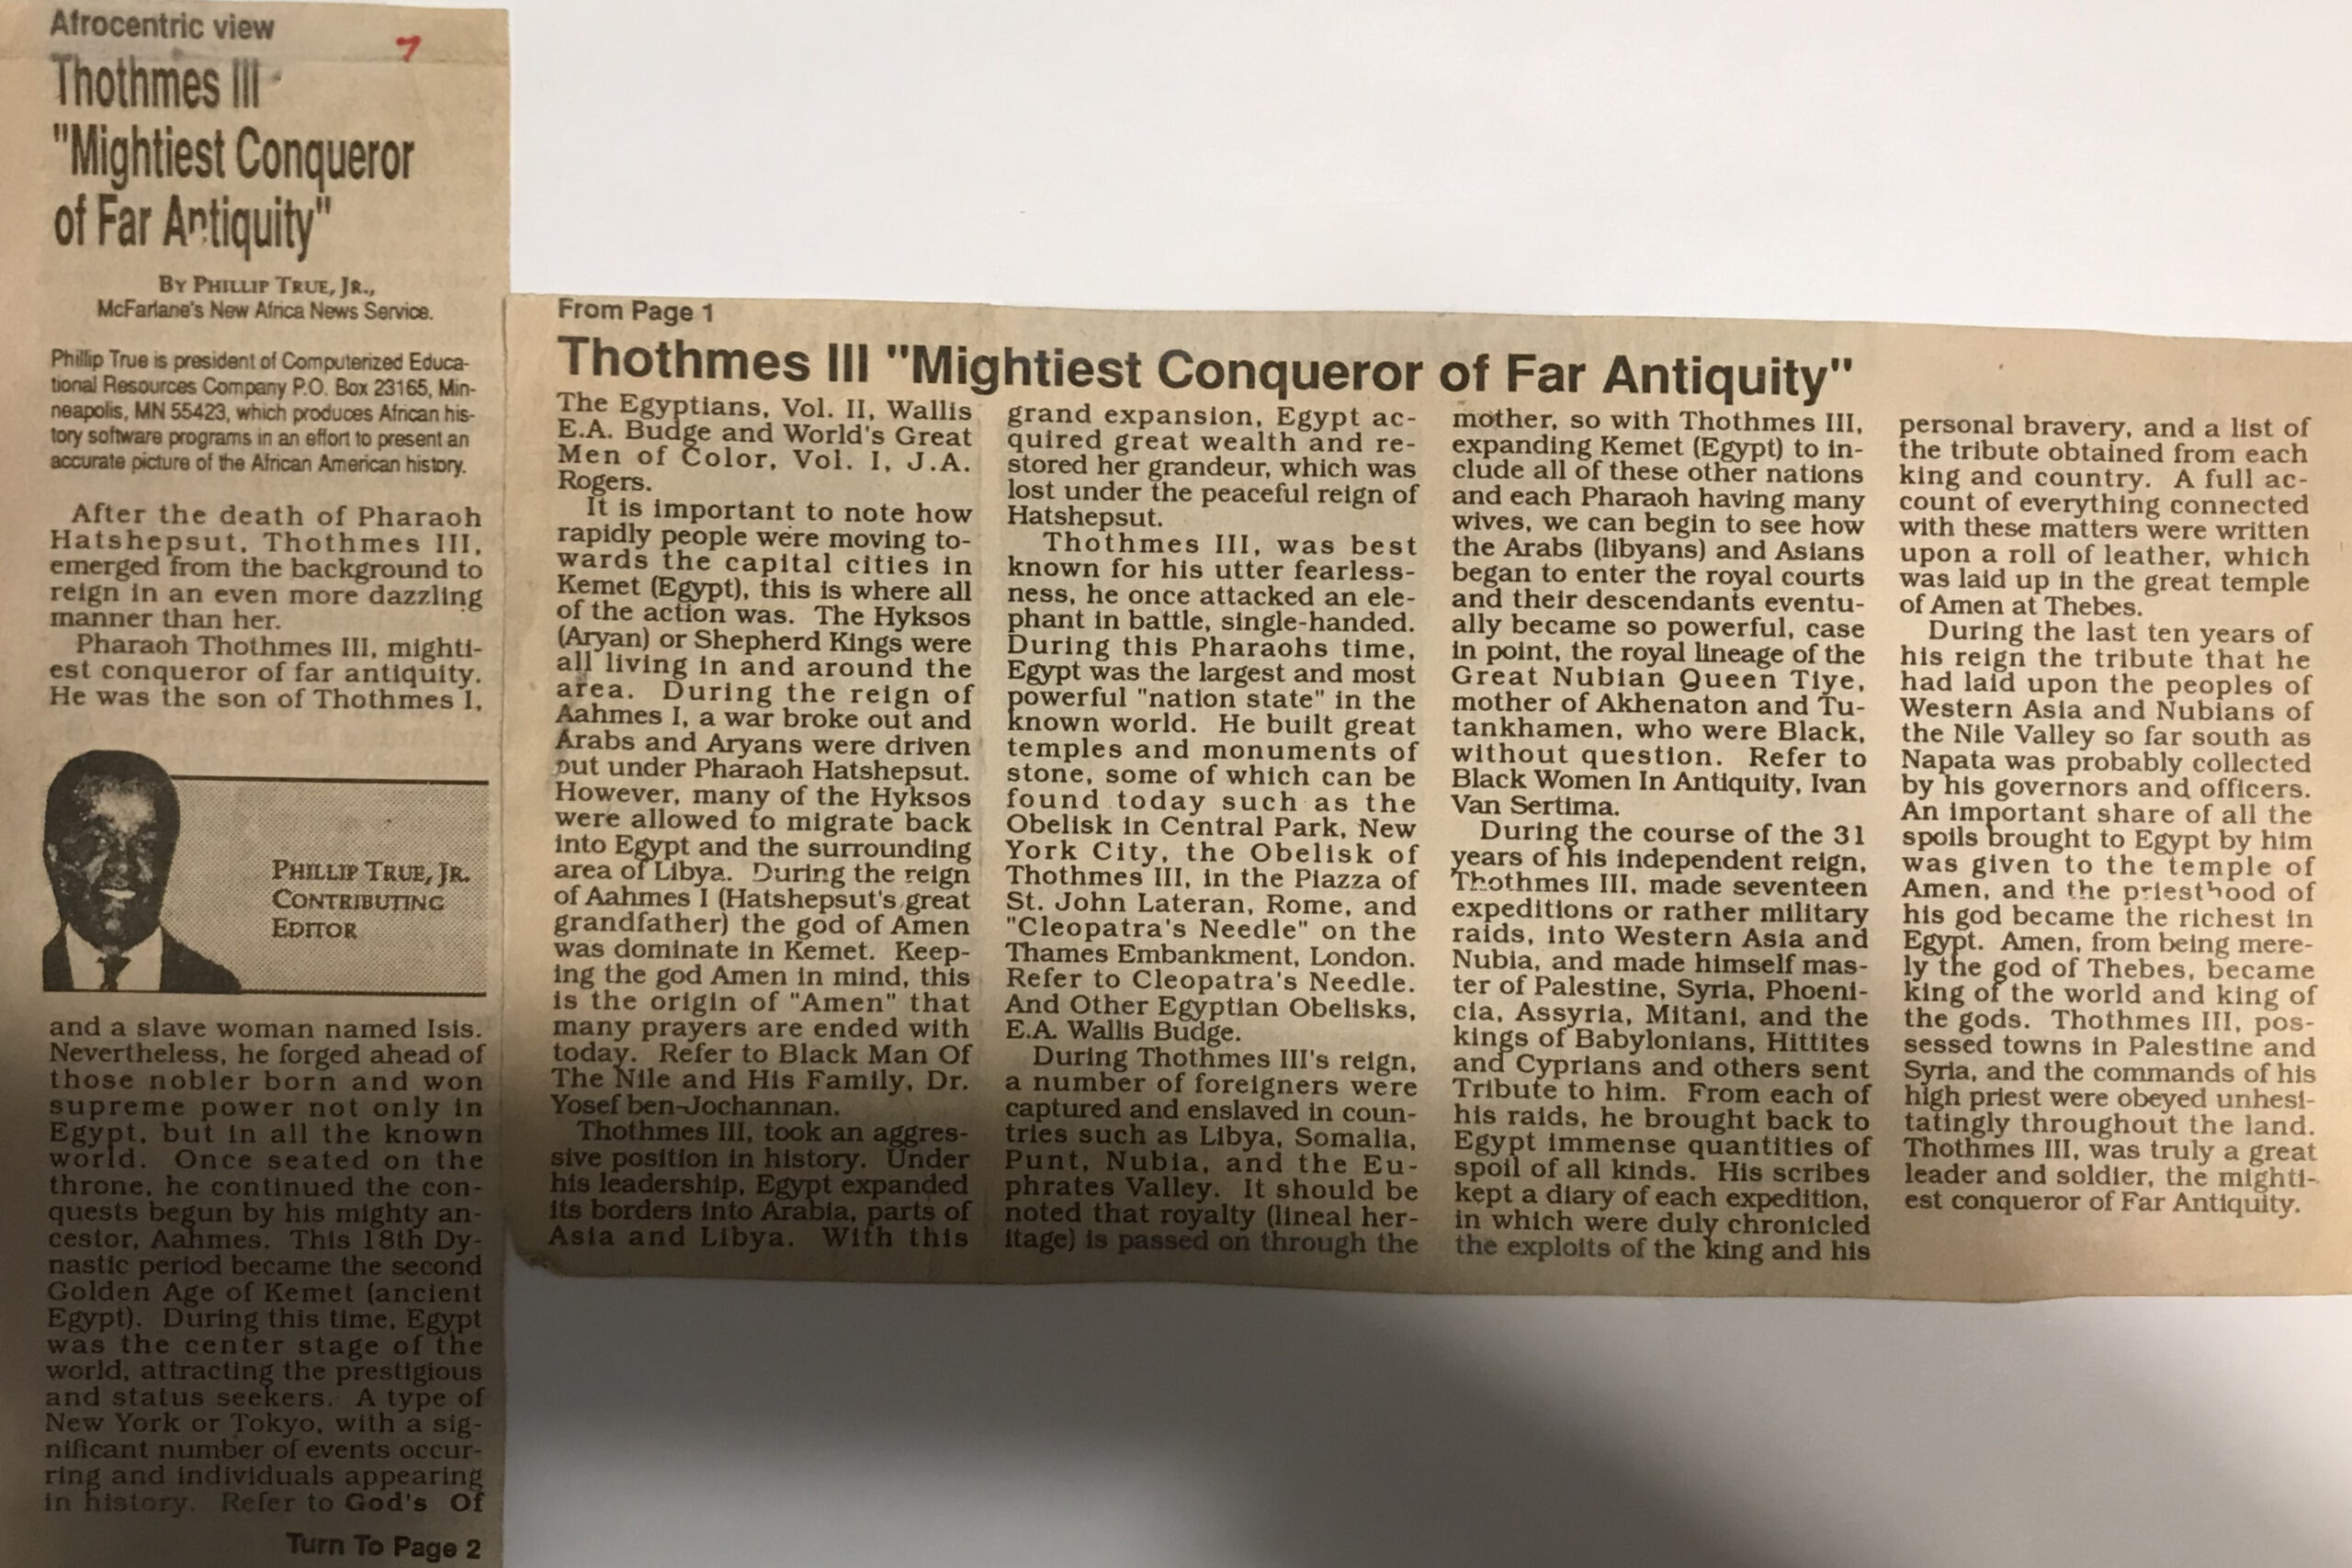 Afrocentric view
7
Thothmes III
"Mightiest Conqueror
of Far Antiquity"
BY PHILLIP TRUE, JR.,
McFarlane's New Africa News Service.
Phillip True is president of Computerized Educa-
tional Resources Company P.O. Box 23165, Min-
neapolis, MN 55423, which produces African his-
tory software programs in an effort to present an
accurate picture of the African American history.
After the death of Pharaoh
Hatshepsut, Thothmes III,
emerged from the background to
reign in an even more dazzling
manner than her.
Pharaoh Thothmes III, mighti-
est conqueror of far antiquity.
He was the son of Thothmes I,
PHILLIP TRUE, JR.
CONTRIBUTING
EDITOR
and a slave woman named Isis.
Nevertheless, he forged ahead of
those nobler born and won
supreme power not only in
Egypt, but in all the known
world. Once seated on the
throne, he continued the con-
quests begun by his mighty an-
cestor, Aahmes. This 18th Dy-
nastic period became the second
Golden Age of Kemet (ancient
Egypt). During this time, Egypt
was the center stage of the
world, attracting the prestigious
and status seekers. A type of
New York or Tokyo, with a sig-
nificant number of events occur-
ring and individuals appearing
in history. Refer to God's Of
Turn To Page 2
From Page 1
Thothmes III "Mightiest Conqueror of Far Antiquity"
The Egyptians, Vol. II, Wallis
E.A. Budge and World's Great
Men of Color, Vol. I, J.A.
Rogers.
It is important to note how
rapidly people were moving to-
wards the capital cities in
Kemet (Egypt), this is where all
of the action was. The Hyksos
(Aryan) or Shepherd Kings were
all living in and around the
area. During the reign of
Aahmes I, a war broke out and
Arabs and Aryans were driven
out under Pharaoh Hatshepsut.
However, many of the Hyksos
were allowed to migrate back
into Egypt and the surrounding
area of Libya. During the reign
of Aahmes I (Hatshepsut's great
grandfather) the god of Amen
was dominate in Kemet. Keep-
ing the god Amen in mind, this
is the origin of "Amen" that
many prayers are ended with
today. Refer to Black Man Of
The Nile and His Family, Dr.
Yosef ben-Jochannan.
Thothmes III, took an aggres-
sive position in history. Under
his leadership, Egypt expanded
its borders into Arabia, parts of
Asia and Libya. With this
grand expansion, Egypt ac-
quired great wealth and re-
stored her grandeur, which was
lost under the peaceful reign of
Hatshepsut.
Thothmes III, was best
known for his utter fearless-
ness, he once attacked an ele-
phant in battle, single-handed.
During this Pharaohs time,
Egypt was the largest and most
powerful "nation state" in the
known world. He built great
temples and monuments of
stone, some of which can be
found today such as the
Obelisk in Central Park, New
York City, the Obelisk of
Thothmes III, in the Piazza of
St. John Lateran, Rome, and
"Cleopatra's Needle" on the
Thames Embankment, London.
Refer to Cleopatra's Needle.
And Other Egyptian Obelisks,
E.A. Wallis Budge.
During Thothmes III's reign,
a number of foreigners were
captured and enslaved in coun-
tries such as Libya, Somalia,
Punt, Nubia, and the Eu-
phrates Valley. It should be
noted that royalty (lineal her-
itage) is passed on through the
mother, so with Thothmes III,
expanding Kemet (Egypt) to in-
clude all of these other nations
and each Pharaoh having many
wives, we can begin to see how
the Arabs (libyans) and Asians
began to enter the royal courts
and their descendants eventu-
ally became so powerful, case
in point, the royal lineage of the
Great Nubian Queen Tiye,
mother of Akhenaton and Tu-
tankhamen, who were Black,
without question. Refer to
Black Women In Antiquity, Ivan
Van Sertima.
During the course of the 31
years of his independent reign,
Thothmes III, made seventeen
expeditions or rather military
raids, into Western Asia and
Nubia, and made himself mas-
ter of Palestine, Syria, Phoeni-
cia, Assyria, Mitani, and the
kings of Babylonians, Hittites
and Cyprians and others sent
Tribute to him. From each of
his raids, he brought back to
Egypt immense quantities of
spoil of all kinds. His scribes
kept a diary of each expedition,
in which were duly chronicled
the exploits of the king and his
personal bravery, and a list of
the tribute obtained from each
king and country. A full ac-
count of everything connected
with these matters were written
upon a roll of leather, which
was laid up in the great temple
of Amen at Thebes.
During the last ten years of
his reign the tribute that he
had laid upon the peoples of
Western Asia and Nubians of
the Nile Valley so far south as
Napata was probably collected
by his governors and officers.
An important share of all the
spoils brought to Egypt by him
was given to the temple of
Amen, and the priesthood of
his god became the richest in
Egypt. Amen, from being mere-
ly the god of Thebes, became
king of the world and king of
the gods. Thothmes III, pos-
sessed towns in Palestine and
Syria, and the commands of his
high priest were obeyed unhesi-
tatingly throughout the land.
Thothmes III, was truly a great
leader and soldier, the mighti-
est conqueror of Far Antiquity.